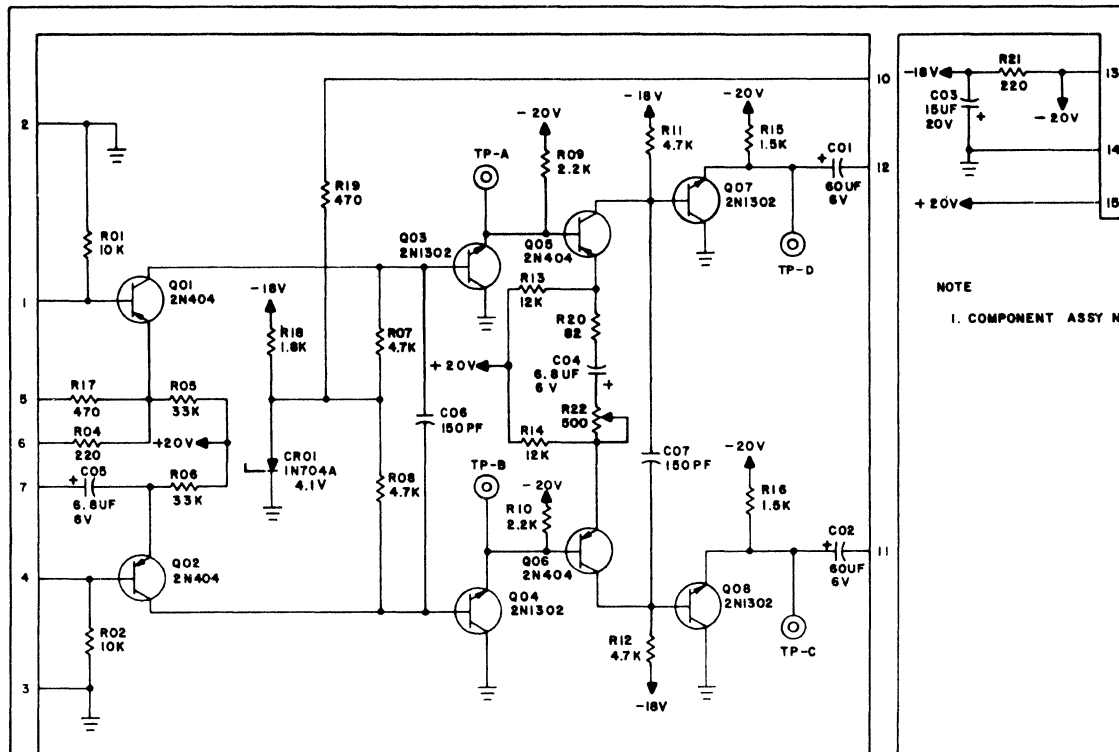 10
2
-18V
-20V
R11
4.7K
R15
1.5K
C01
+
60UF
6V
12
-20V
TP-A
R09
2.2K
R19
470
Q07
2N1302
R01
10K
Q03
2N1302
Q05
2N404
TP-D
1
Q01
2N404
R13
12K
-18V
R18
1.8K
R07
4.7K
R20
82
+20V
C04
6.8UF
6V
+
5
R17
470
R05
33K
C06
150PF
R22
500
6
R04
220
+20V
R14
12K
C07
150PF
7
+
C05
6.8UF
6V
R06
33K
CR01
1N704A
4.1V
R08
4.7K
TP-B
-20V
R10
2.2K
-20V
R16
1.5K
C02
+
60UF
6V
11
4
Q02
2N404
Q06
2N404
Q04
2N1302
Q08
2N1302
R02
10K
R12
4.7K
TP-C
3
-18V
-18V
R21
220
13
C03
15UF
20V
+
-20V
14
+20V
15
NOTE
1. COMPONENT ASSY N